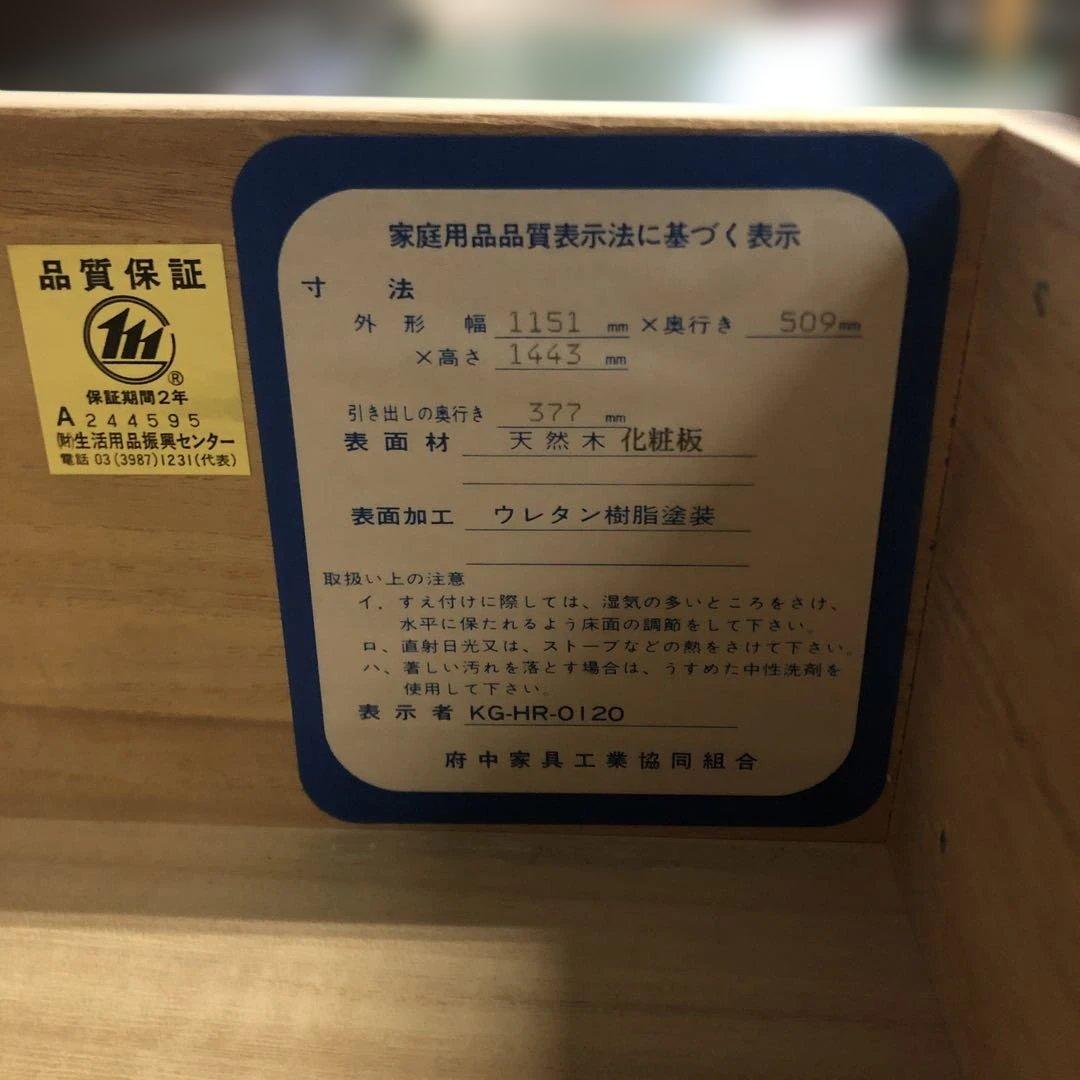 品質保証
保証期間2年
A244595
(財)生活用品振興センター
電話 03(3987)1231(代表)
家庭用品品質表示法に基づく表示
寸法
外形 幅 1151 mm ×奥行き 509mm
×高さ 1443 mm
引き出しの奥行き 377 mm
表面材 天然木 化粧板
表面加工 ウレタン樹脂塗装
取扱い上の注意
イ、すえ付けに際しては、湿気の多いところをさけ、
水平に保たれるよう床面の調節をして下さい。
ロ、直射日光又は、ストーブなどの熱をさけて下さい。
ハ、著しい汚れを落とす場合は、うすめた中性洗剤を
使用して下さい。
表示者 KG-HR-0120
府中家具工業協同組合